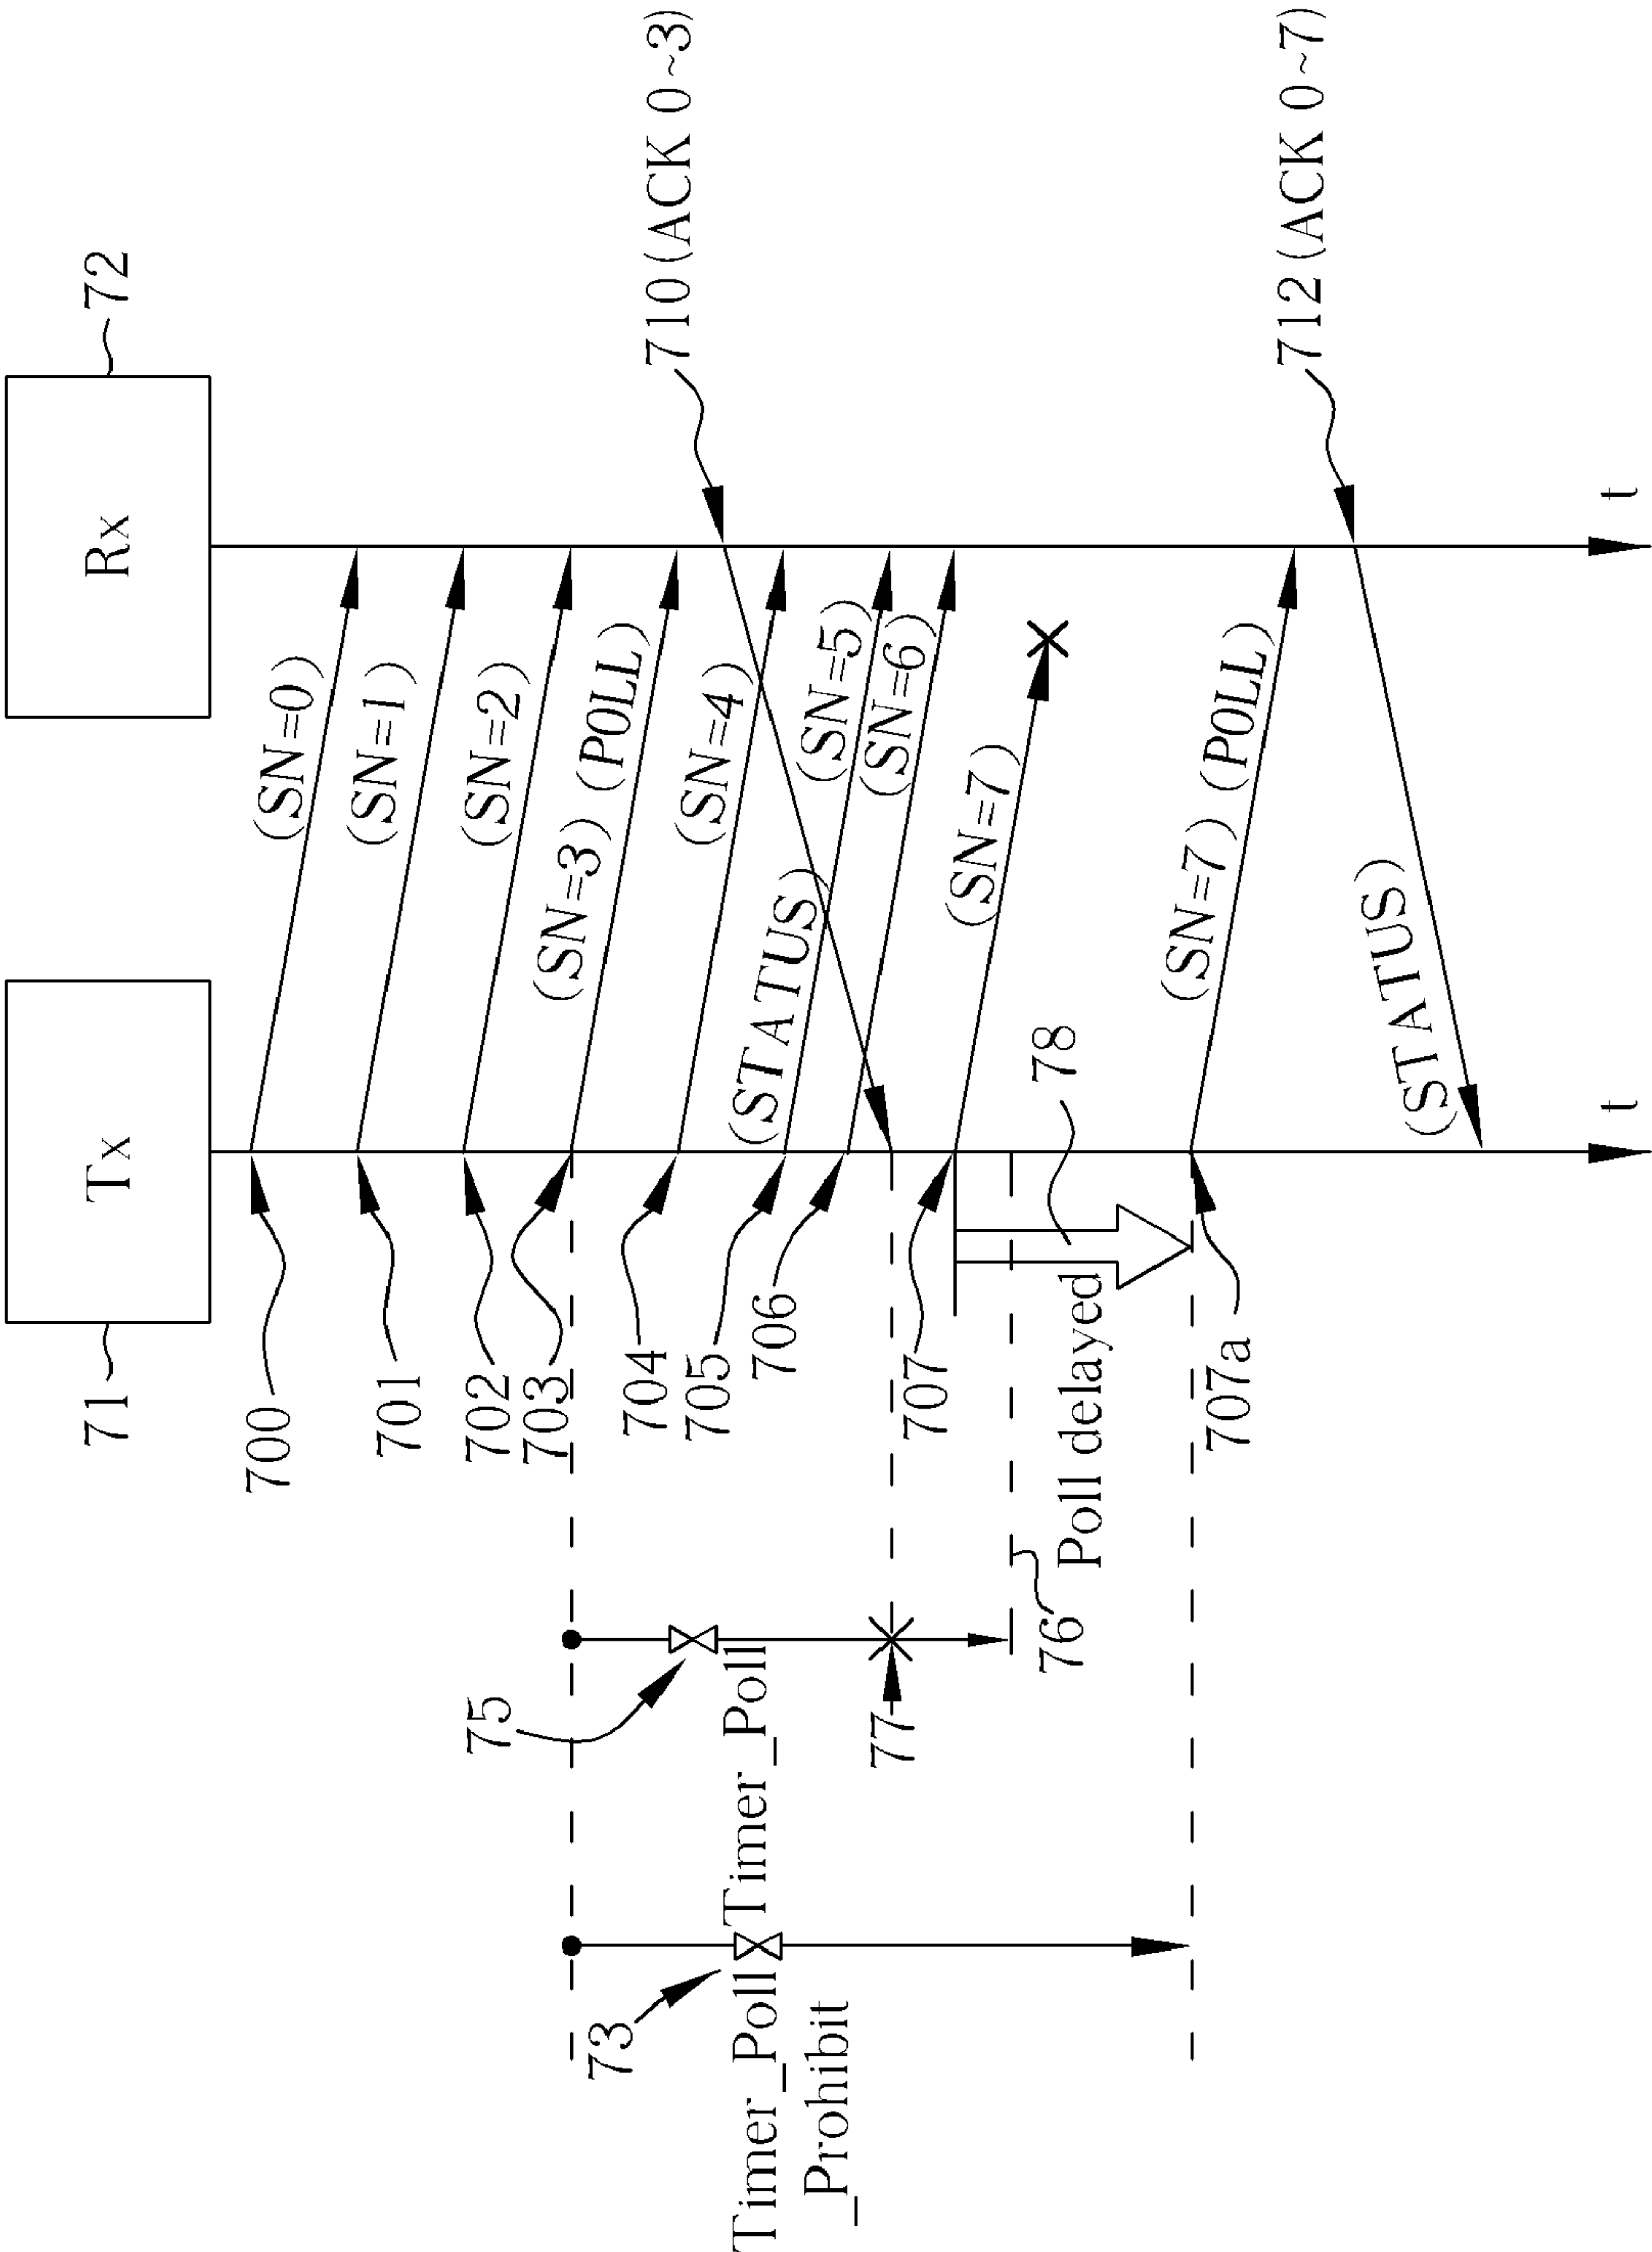 Tx
Rx
71
72
700
(SN=0)
701
(SN=1)
702
(SN=2)
703
(SN=3) (POLL)
704
(SN=4)
705
(STATUS)
(SN=5)
706
(SN=6)
710 (ACK 0~3)
707
(SN=7)
78
75
Timer_Poll
77
76
Poll delayed
73
Timer_Poll
_Prohibit
707a
(SN=7) (POLL)
712 (ACK 0~7)
(STATUS)
t
t